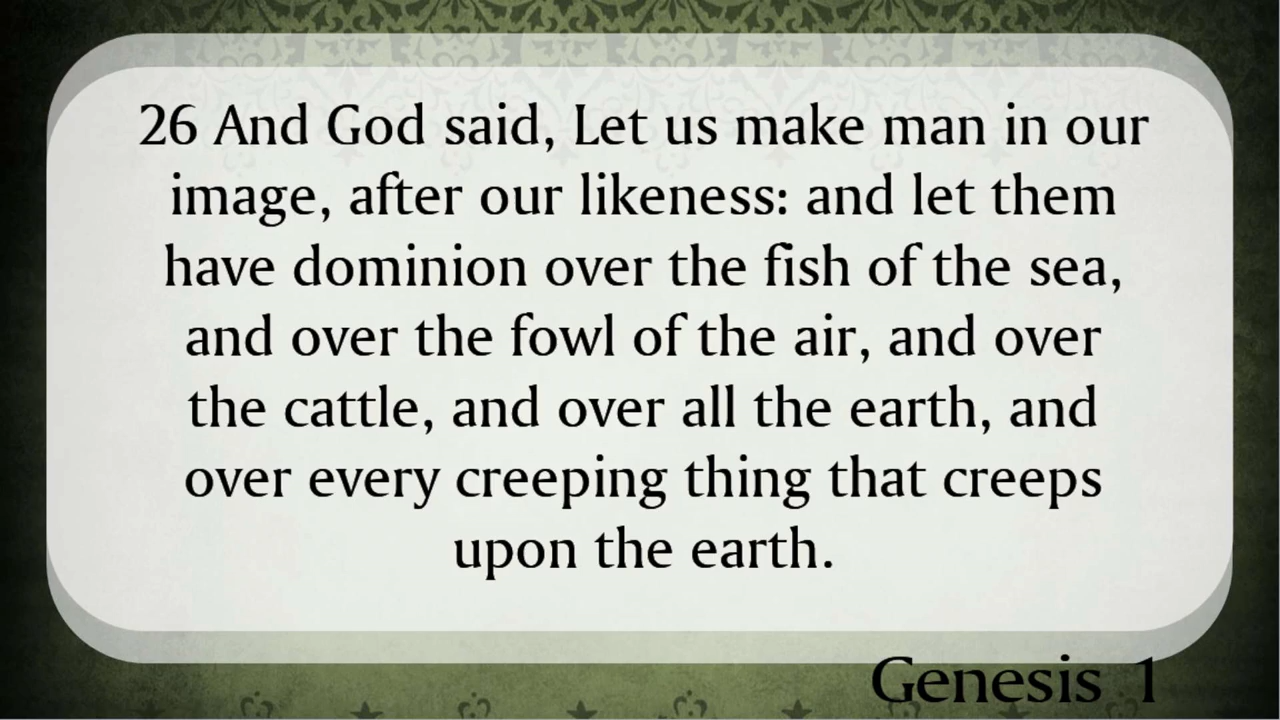 26 And God said, Let us make man in our
image, after our likeness: and let them
have dominion over the fish of the sea,
and over the fowl of the air, and over
the cattle, and over all the earth, and
over every creeping thing that creeps
upon the earth.
Genesis 1